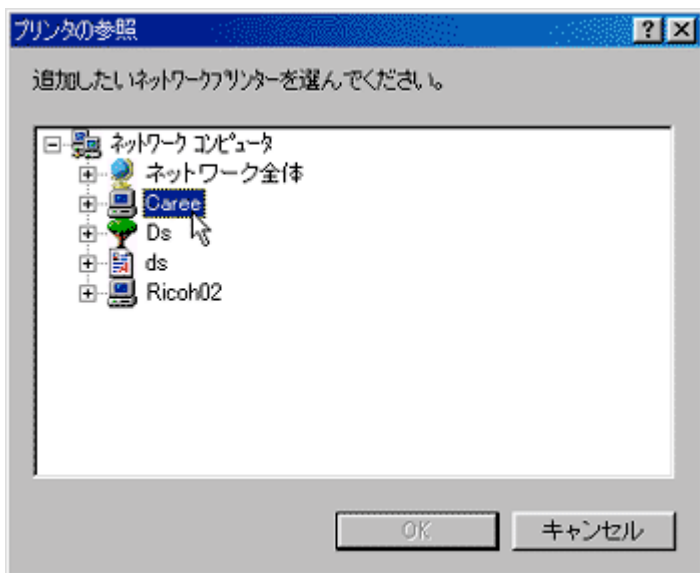 プリンタの参照
追加したいネットワークプリンターを選んでください。
ネットワーク コンピュータ
ネットワーク全体
Caree
Ds
ds
Ricoh02
OK
キャンセル